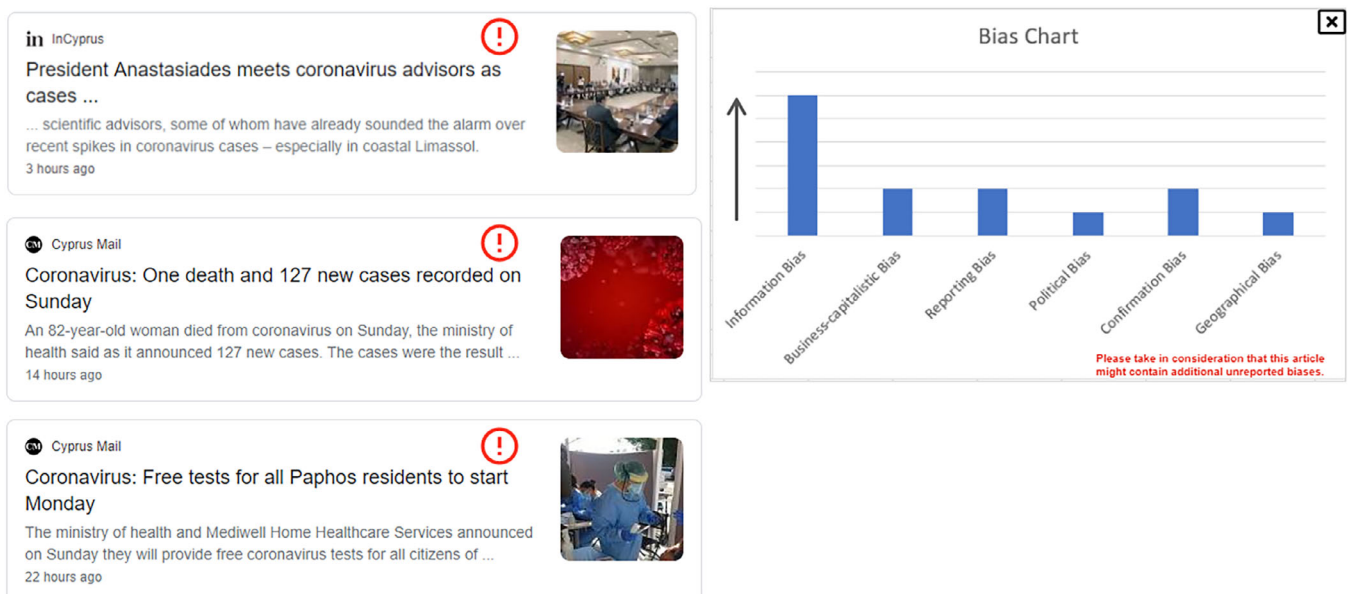 in InCyprus
President Anastasiades meets coronavirus advisors as
cases ...
... scientific advisors, some of whom have already sounded the alarm over
recent spikes in coronavirus cases – especially in coastal Limassol.
3 hours ago
CM Cyprus Mail
Coronavirus: One death and 127 new cases recorded on
Sunday
An 82-year-old woman died from coronavirus on Sunday, the ministry of
health said as it announced 127 new cases. The cases were the result ...
14 hours ago
CM Cyprus Mail
Coronavirus: Free tests for all Paphos residents to start
Monday
The ministry of health and Mediwell Home Healthcare Services announced
on Sunday they will provide free coronavirus tests for all citizens of ...
22 hours ago
Bias Chart
Information Bias
Business-capitalistic Bias
Reporting Bias
Political Bias
Confirmation Bias
Geographical Bias
Please take in consideration that this article
might contain additional unreported biases.